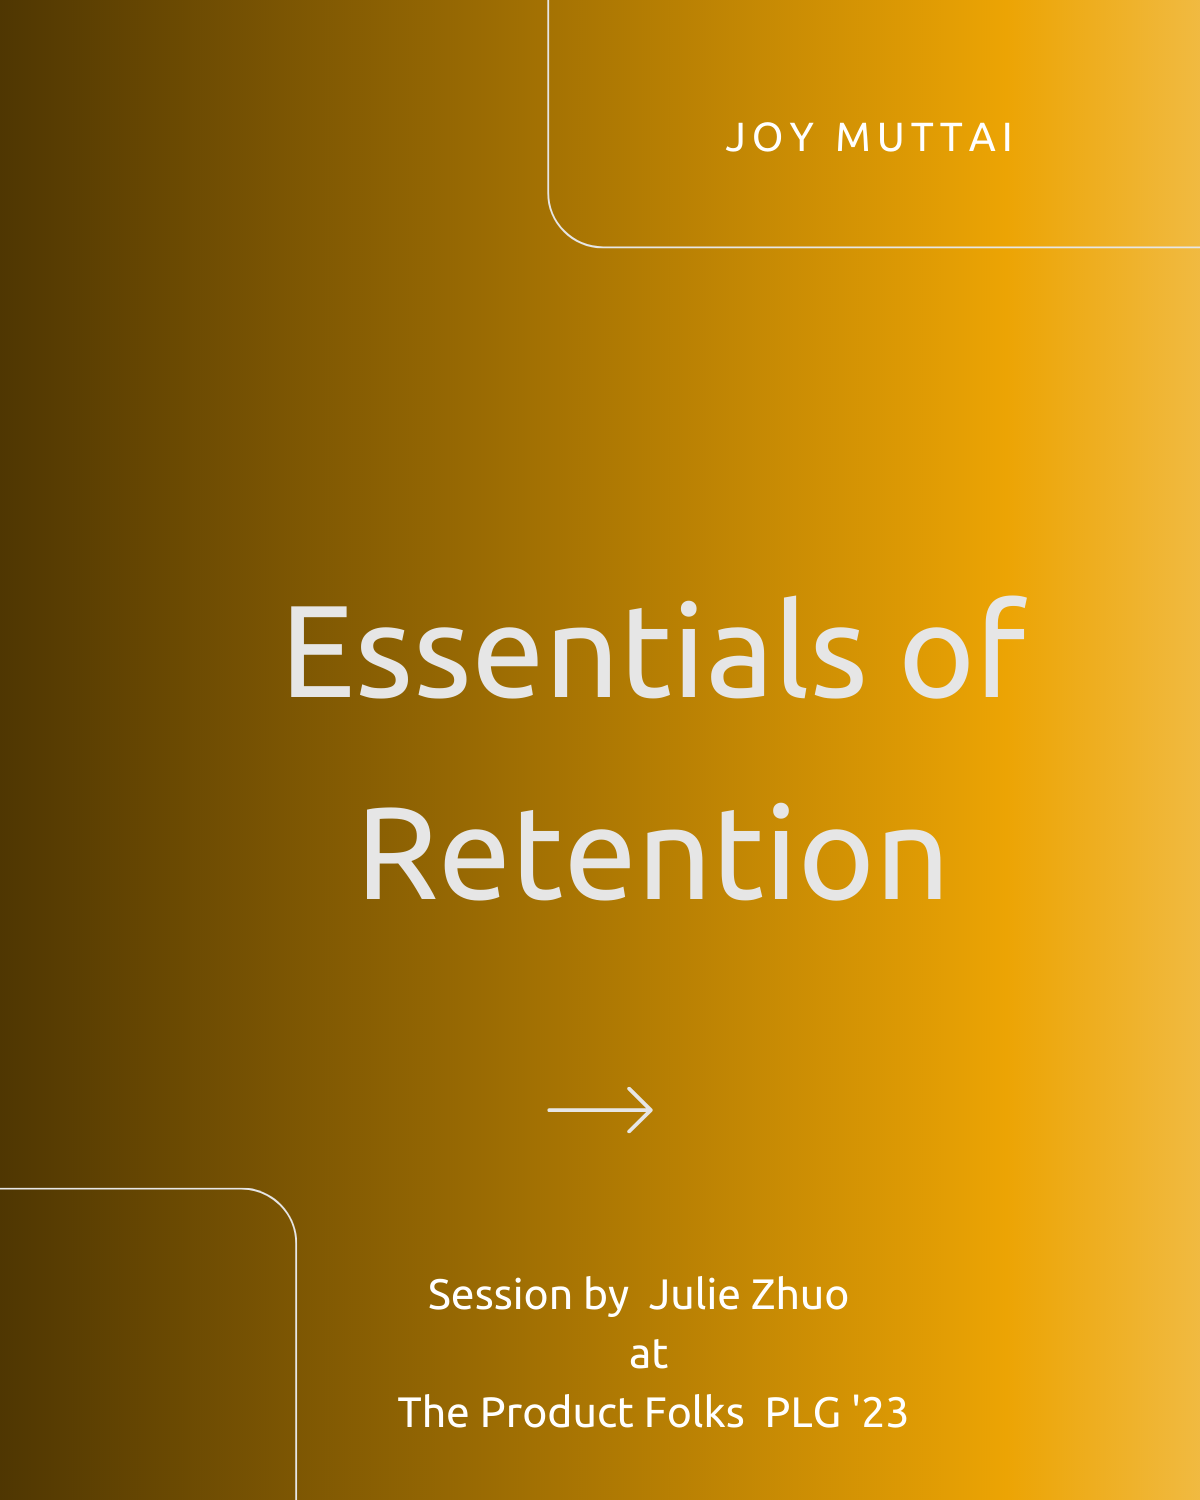 JOY MUTTAI
Essentials of
Retention
Session by Julie Zhuo
at
The Product Folks PLG '23